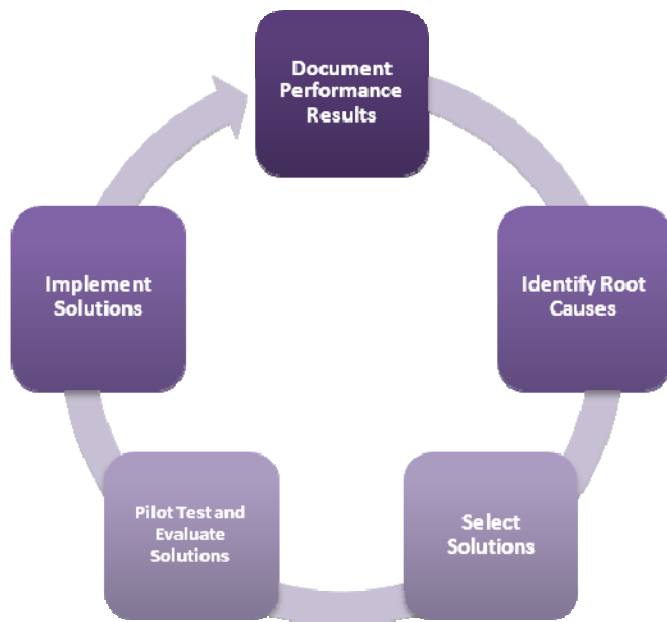 Document
Performance
Results
Identify Root
Causes
Select
Solutions
Pilot Test and
Evaluate
Solutions
Implement
Solutions